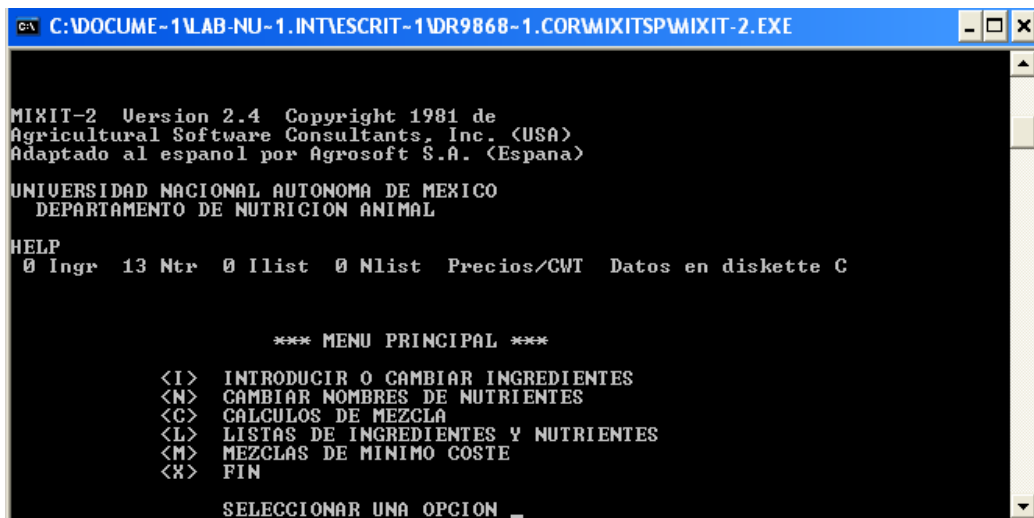 C:\DOCUME~1\LAB-NU~1.INT\ESCRIT~1\DR9868~1.COR\MIXITSP\MIXIT-2.EXE
MIXIT-2 Version 2.4 Copyright 1981 de
Agricultural Software Consultants, Inc. (USA)
Adaptado al espanol por Agrosoft S.A. (Espana)
UNIVERSIDAD NACIONAL AUTONOMA DE MEXICO
DEPARTAMENTO DE NUTRICION ANIMAL
HELP
0 Ingr 13 Ntr 0 Ilist 0 Nlist Precios/CWT Datos en diskette C
*** MENU PRINCIPAL ***
<I> INTRODUCIR O CAMBIAR INGREDIENTES
<N> CAMBIAR NOMBRES DE NUTRIENTES
<C> CALCULOS DE MEZCLA
<L> LISTAS DE INGREDIENTES Y NUTRIENTES
<M> MEZCLAS DE MINIMO COSTE
<X> FIN
SELECCIONAR UNA OPCION _